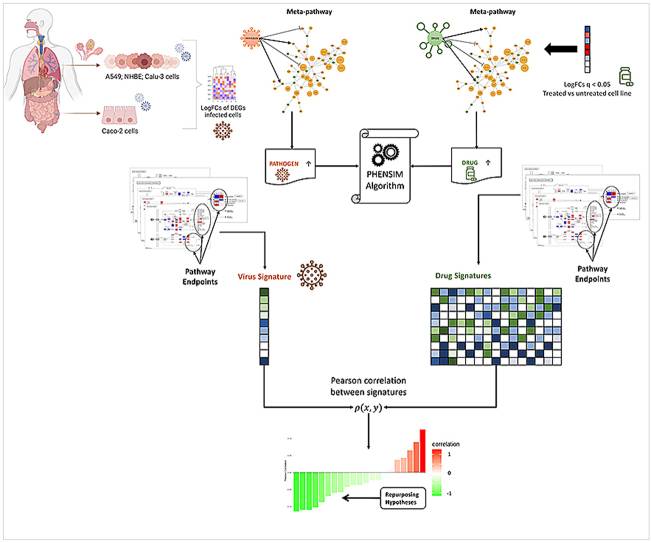 Meta-pathway
Meta-pathway
PATHOGEN
DRUG
A549; NHBE; Calu-3 cells
LogFCs of DEGs
infected cells
Caco-2 cells
LogFCs q < 0.05
Treated vs untreated cell line
PATHOGEN ↑
PHENSIM
Algorithm
DRUG ↑
Pathway
Endpoints
Pathway
Endpoints
Virus Signature
Drug Signatures
Pearson correlation
between signatures
ρ(x, y)
correlation
1
0
-1
Repurposing
Hypotheses